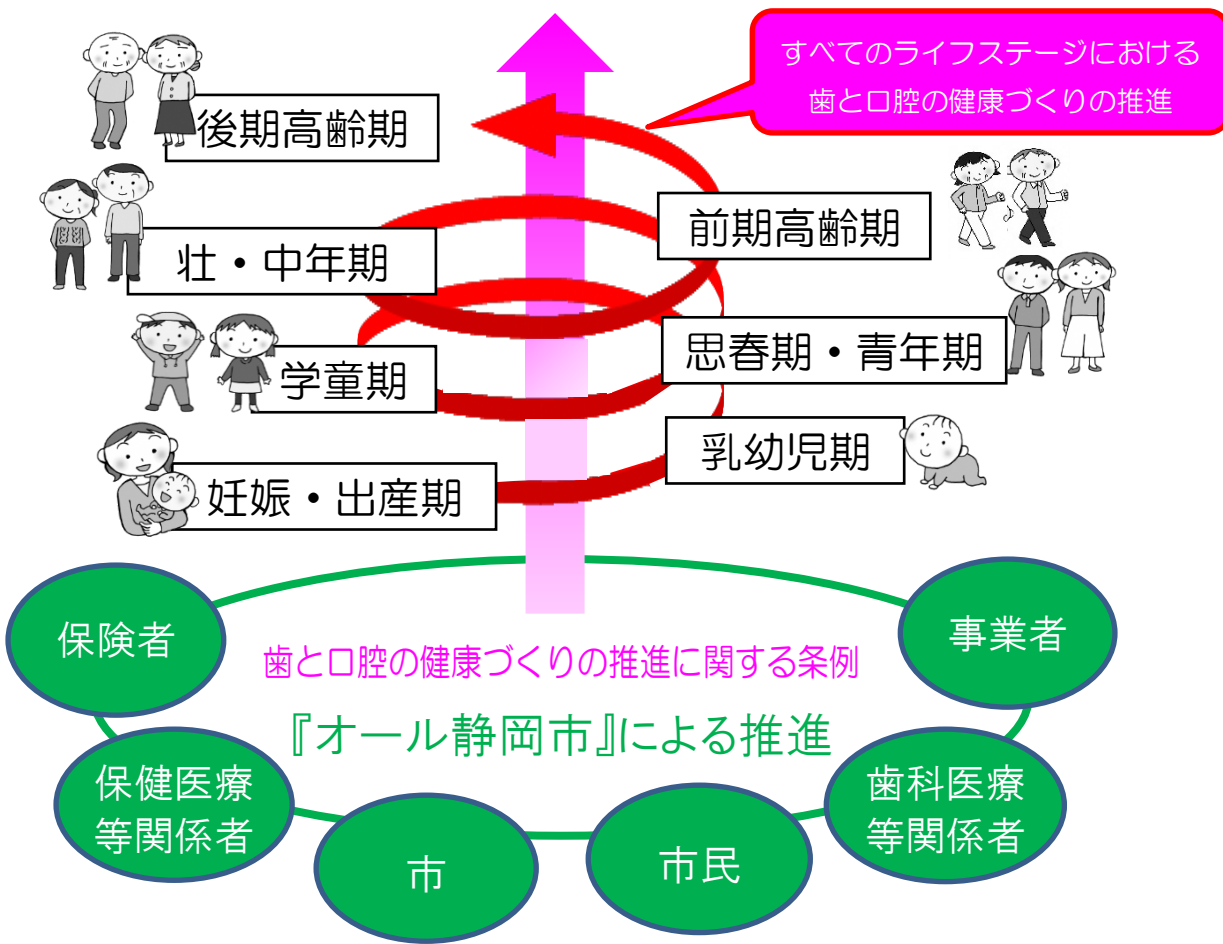 すべてのライフステージにおける
歯と口腔の健康づくりの推進
後期高齢期
前期高齢期
壮・中年期
思春期・青年期
学童期
乳幼児期
妊娠・出産期
保険者
事業者
歯と口腔の健康づくりの推進に関する条例
『オール静岡市』による推進
保健医療
等関係者
歯科医療
等関係者
市
市民